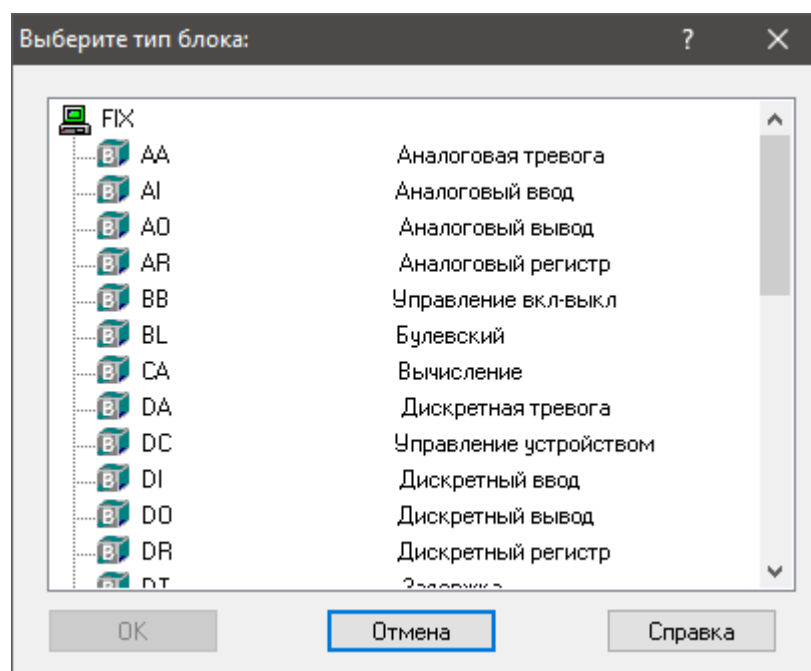 Выберите тип блока:
FIX
AA Аналоговая тревога
AI Аналоговый ввод
AO Аналоговый вывод
AR Аналоговый регистр
BB Управление вкл-выкл
BL Булевский
CA Вычисление
DA Дискретная тревога
DC Управление устройством
DI Дискретный ввод
DO Дискретный вывод
DR Дискретный регистр
DT Задержка
OK Отмена Справка